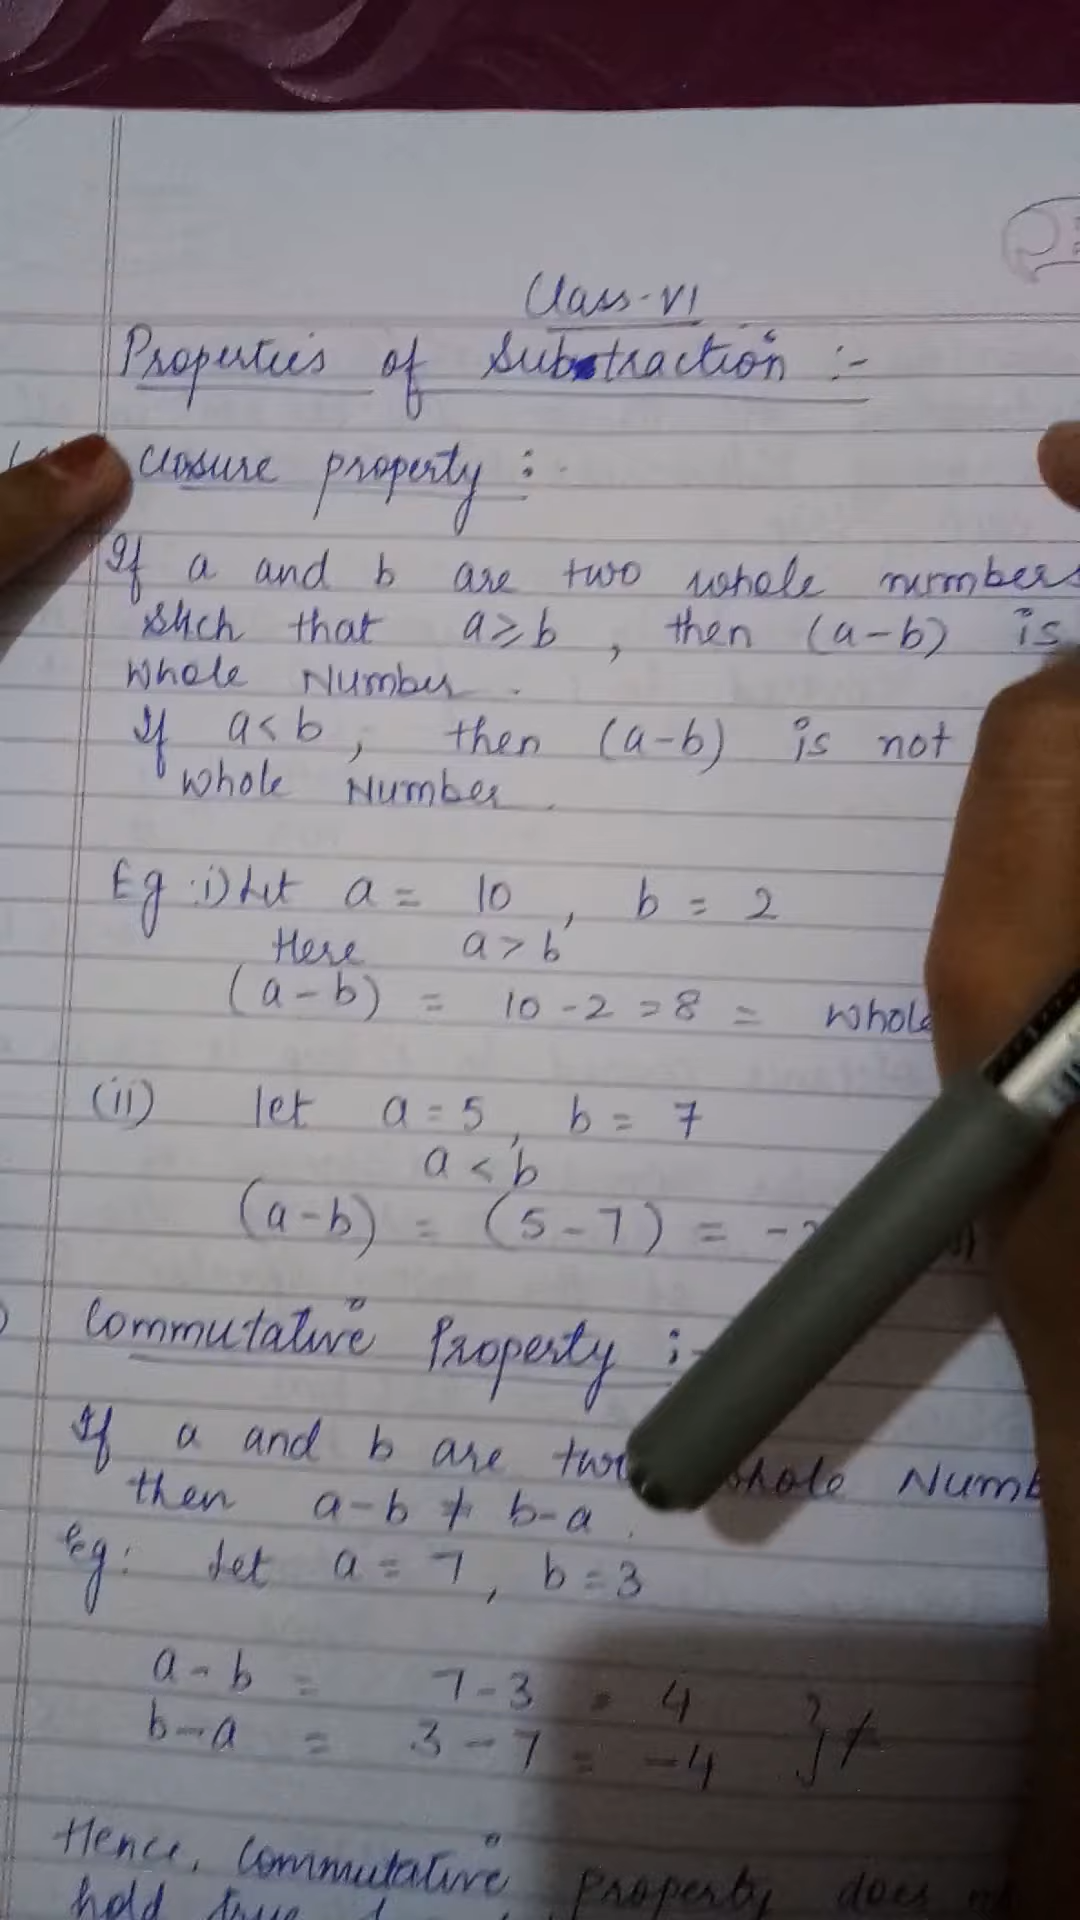 Class-VI
Properties of Subtraction :-
Closure property :-
If a and b are two whole numbers
such that a≥b , then (a-b) is
Whole Number .
If a<b , then (a-b) is not
whole Number .
Eg :i) Let a = 10 , b = 2
Here a > b
(a-b) = 10-2 = 8 = whole
(ii) let a = 5 , b = 7
a < b
(a-b) = (5-7) = -
Commutative Property :-
If a and b are two whole Numb
then a-b ≠ b-a .
Eg: Let a = 7 , b = 3
a-b = 7-3 = 4
b-a = 3-7 = -4 } ≠
Hence, Commutative property does
hold true